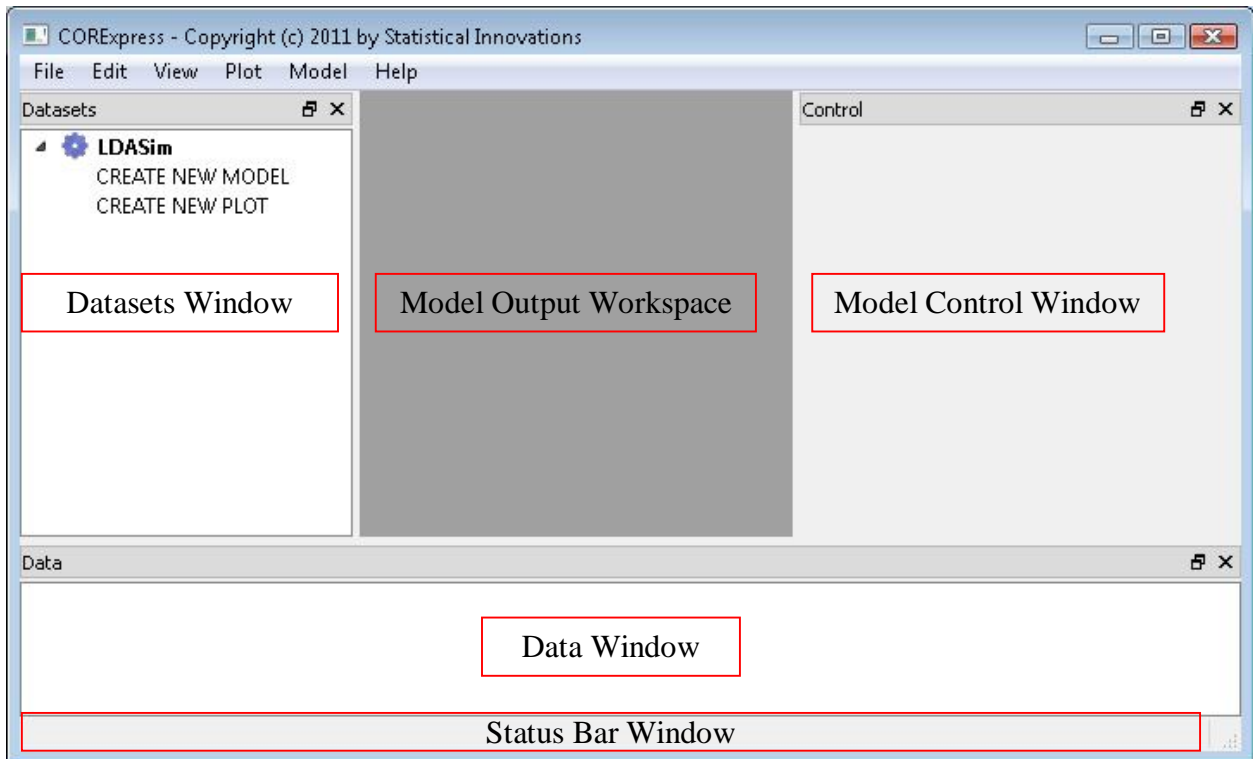 CORExpress - Copyright (c) 2011 by Statistical Innovations
File Edit View Plot Model Help
Datasets
Control
LDASim
CREATE NEW MODEL
CREATE NEW PLOT
Datasets Window
Model Output Workspace
Model Control Window
Data
Data Window
Status Bar Window